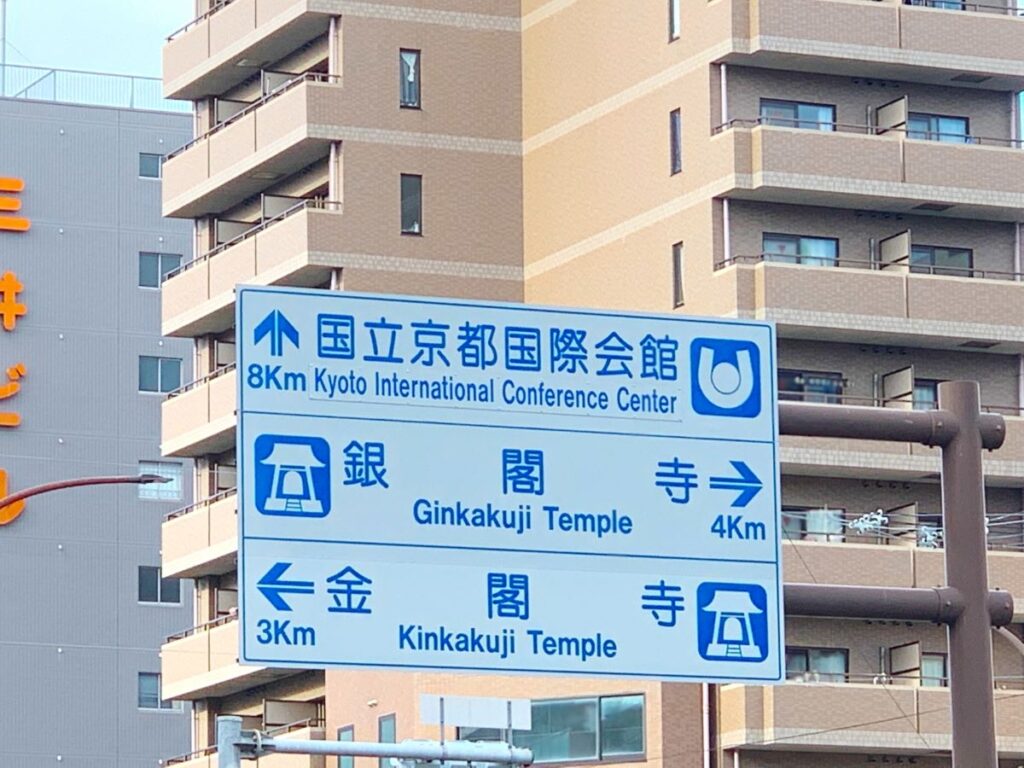 国立京都国際会館
8Km Kyoto International Conference Center
銀 閣 寺
Ginkakuji Temple 4Km
金 閣 寺
3Km Kinkakuji Temple